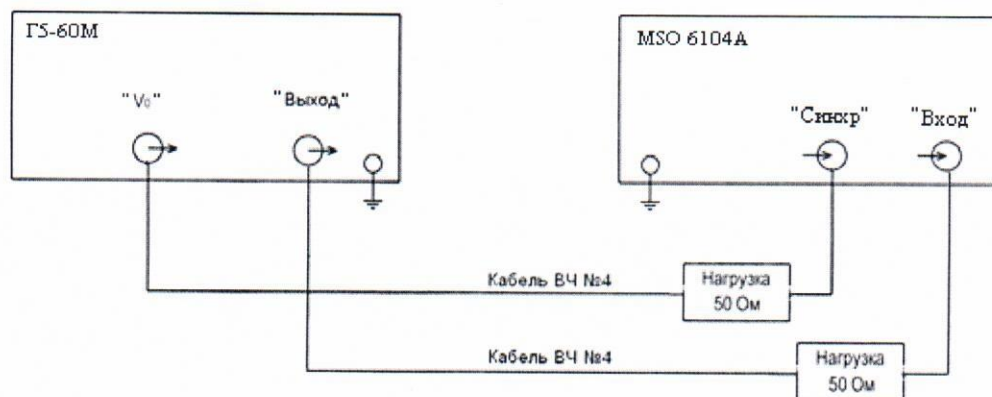 Г5-60М
MSO 6104A
"V₀"
"Выход"
"Синхр"
"Вход"
Кабель ВЧ №4
Нагрузка
50 Ом
Кабель ВЧ №4
Нагрузка
50 Ом